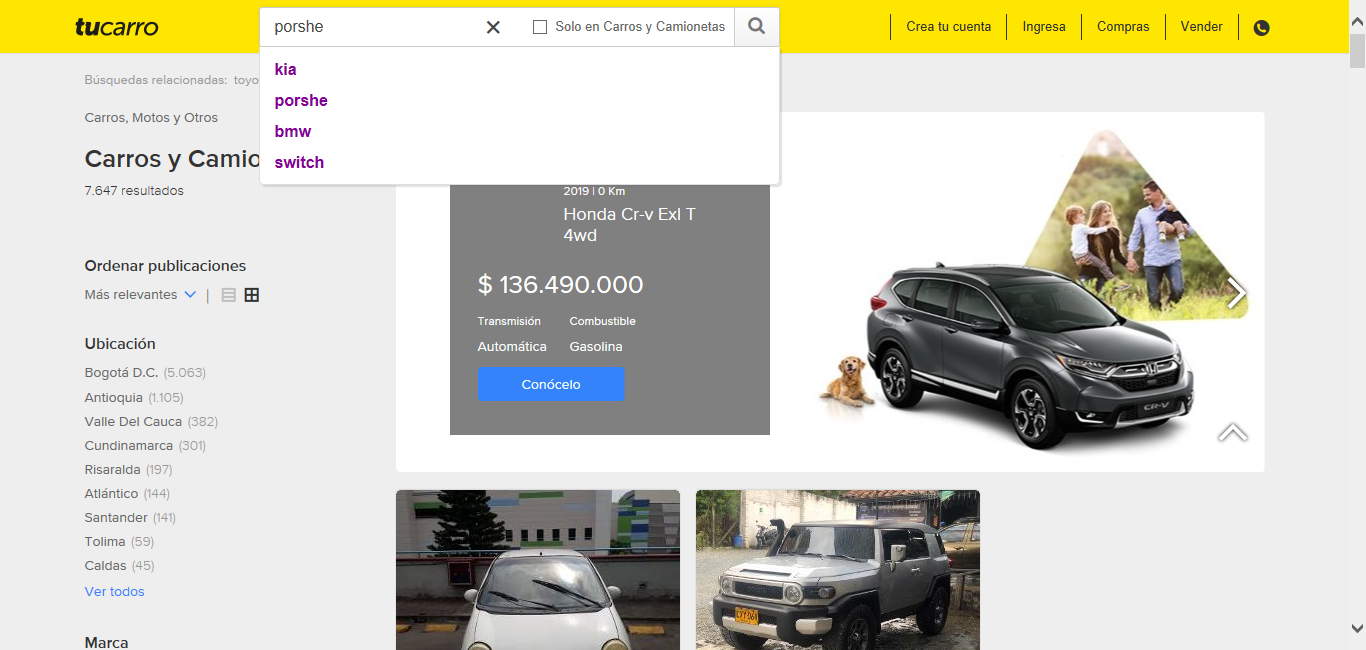 tucarro
porshe
Solo en Carros y Camionetas
Crea tu cuenta
Ingresa
Compras
Vender
kia
porshe
bmw
switch
Búsquedas relacionadas: toyo
Carros, Motos y Otros
Carros y Camio
7.647 resultados
Ordenar publicaciones
Más relevantes
Ubicación
Bogotá D.C. (5.063)
Antioquia (1.105)
Valle Del Cauca (382)
Cundinamarca (301)
Risaralda (197)
Atlántico (144)
Santander (141)
Tolima (59)
Caldas (45)
Ver todos
Marca
2019 | 0 Km
Honda Cr-v Exl T
4wd
$ 136.490.000
Transmisión Combustible
Automática Gasolina
Conócelo
CR-V